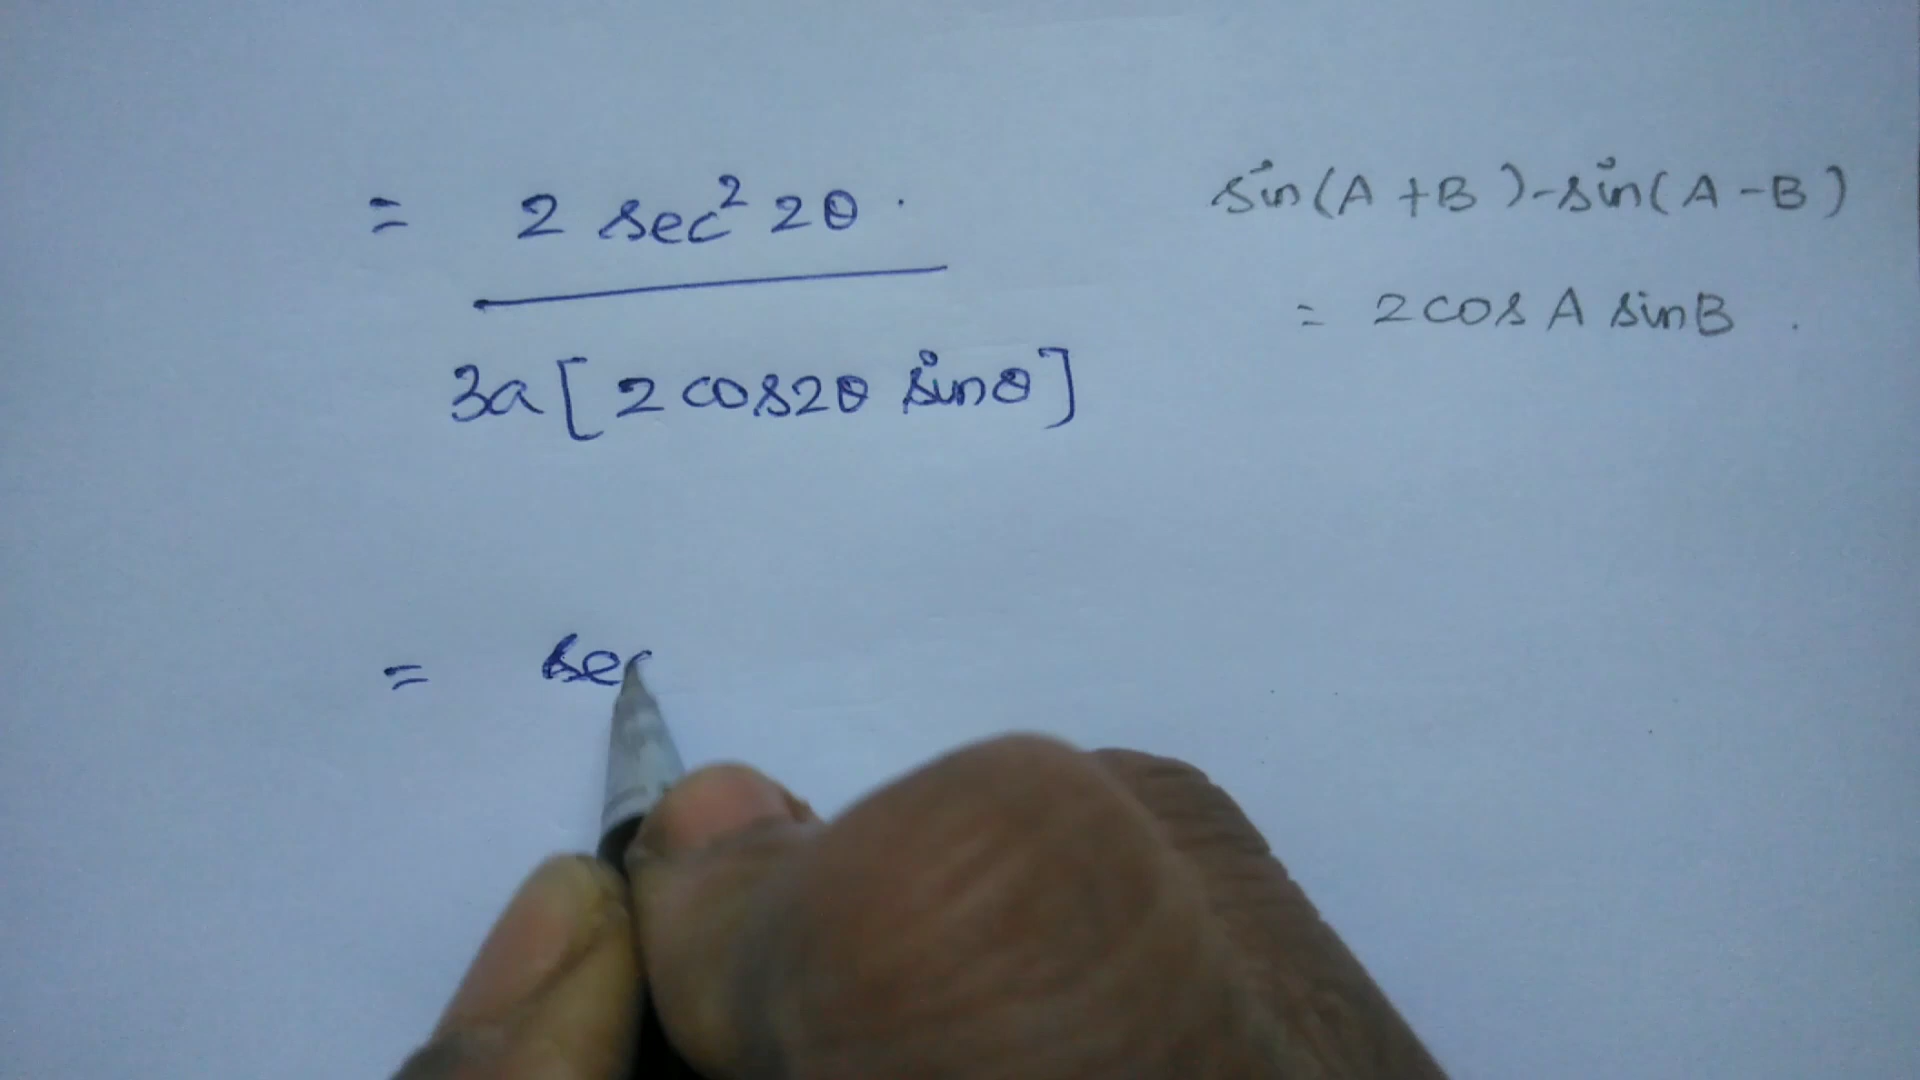 = 2 sec² 2θ .
3a [ 2 cos2θ sinθ ]
sin(A+B)-sin(A-B)
= 2cos A sinB .
= sec